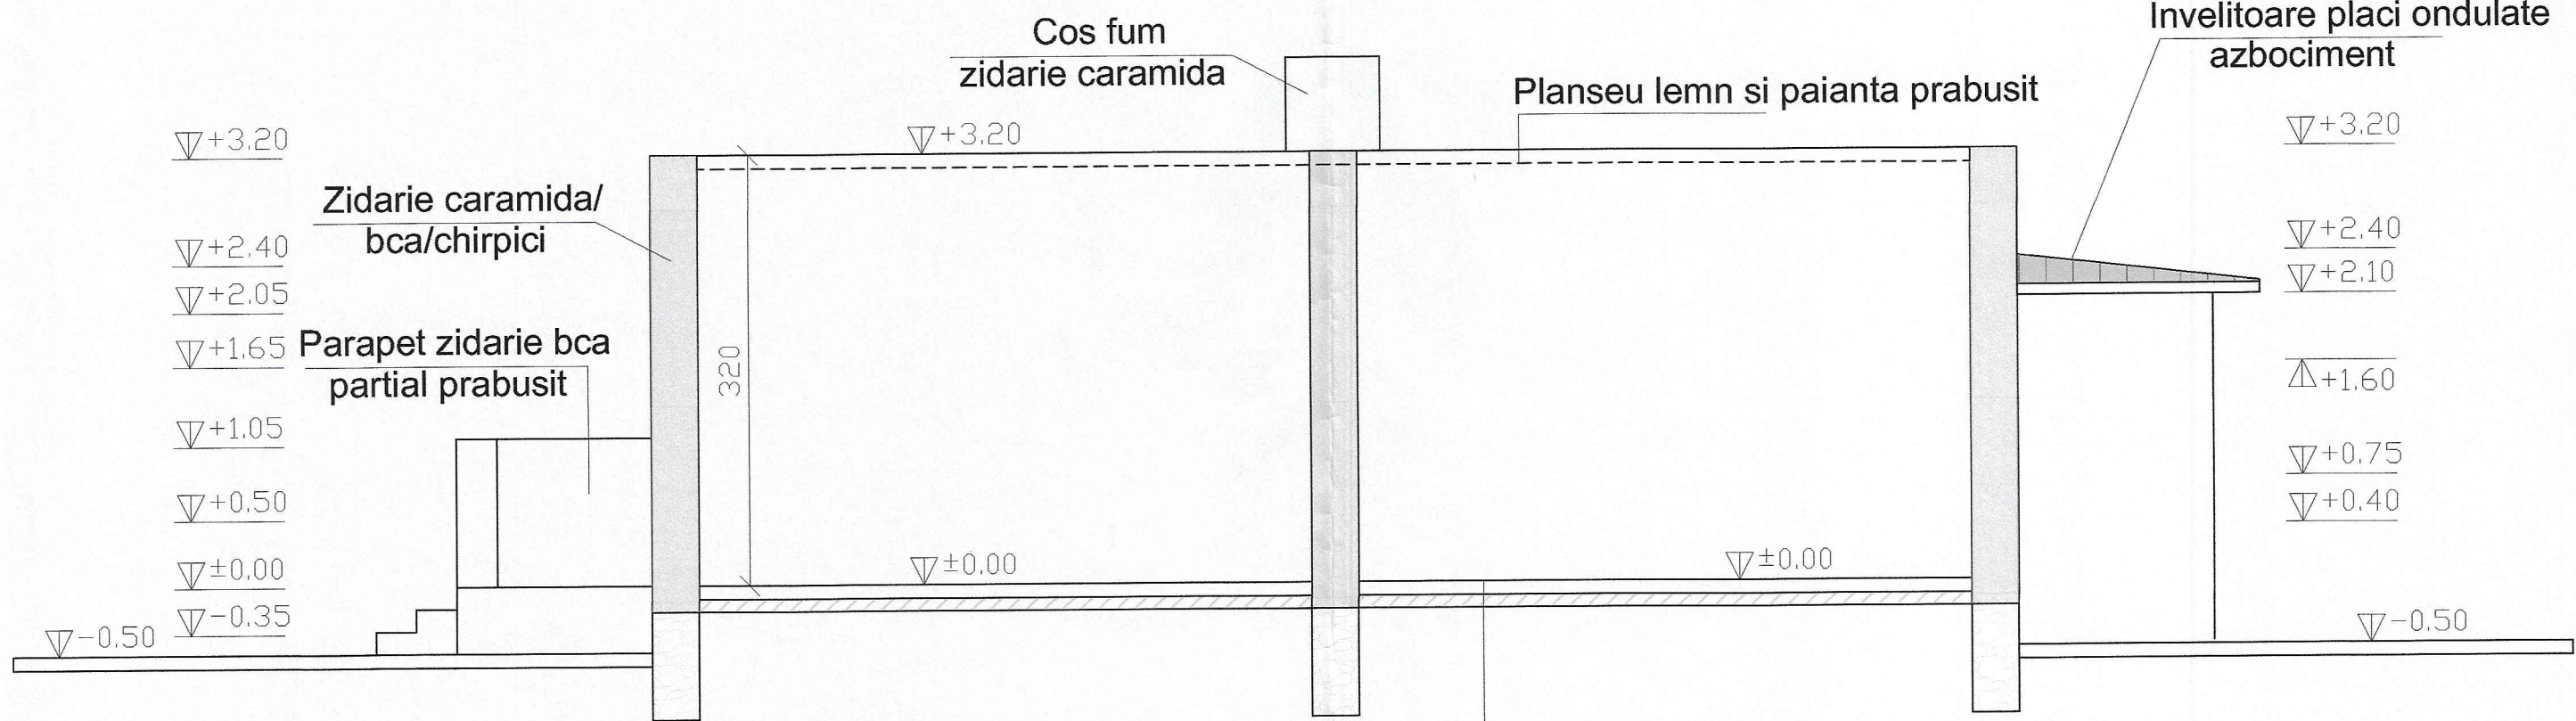 Invelitoare placi ondulate
azbociment
Cos fum
zidarie caramida
Planseu lemn si paianta prabusit
+3.20
+3.20
+3.20
Zidarie caramida/
bca/chirpici
+2.40
+2.05
+1.65
Parapet zidarie bca
partial prabusit
+1.05
+0.50
±0.00
-0.35
-0.50
320
±0.00
±0.00
+2.40
+2.10
+1.60
+0.75
+0.40
-0.50